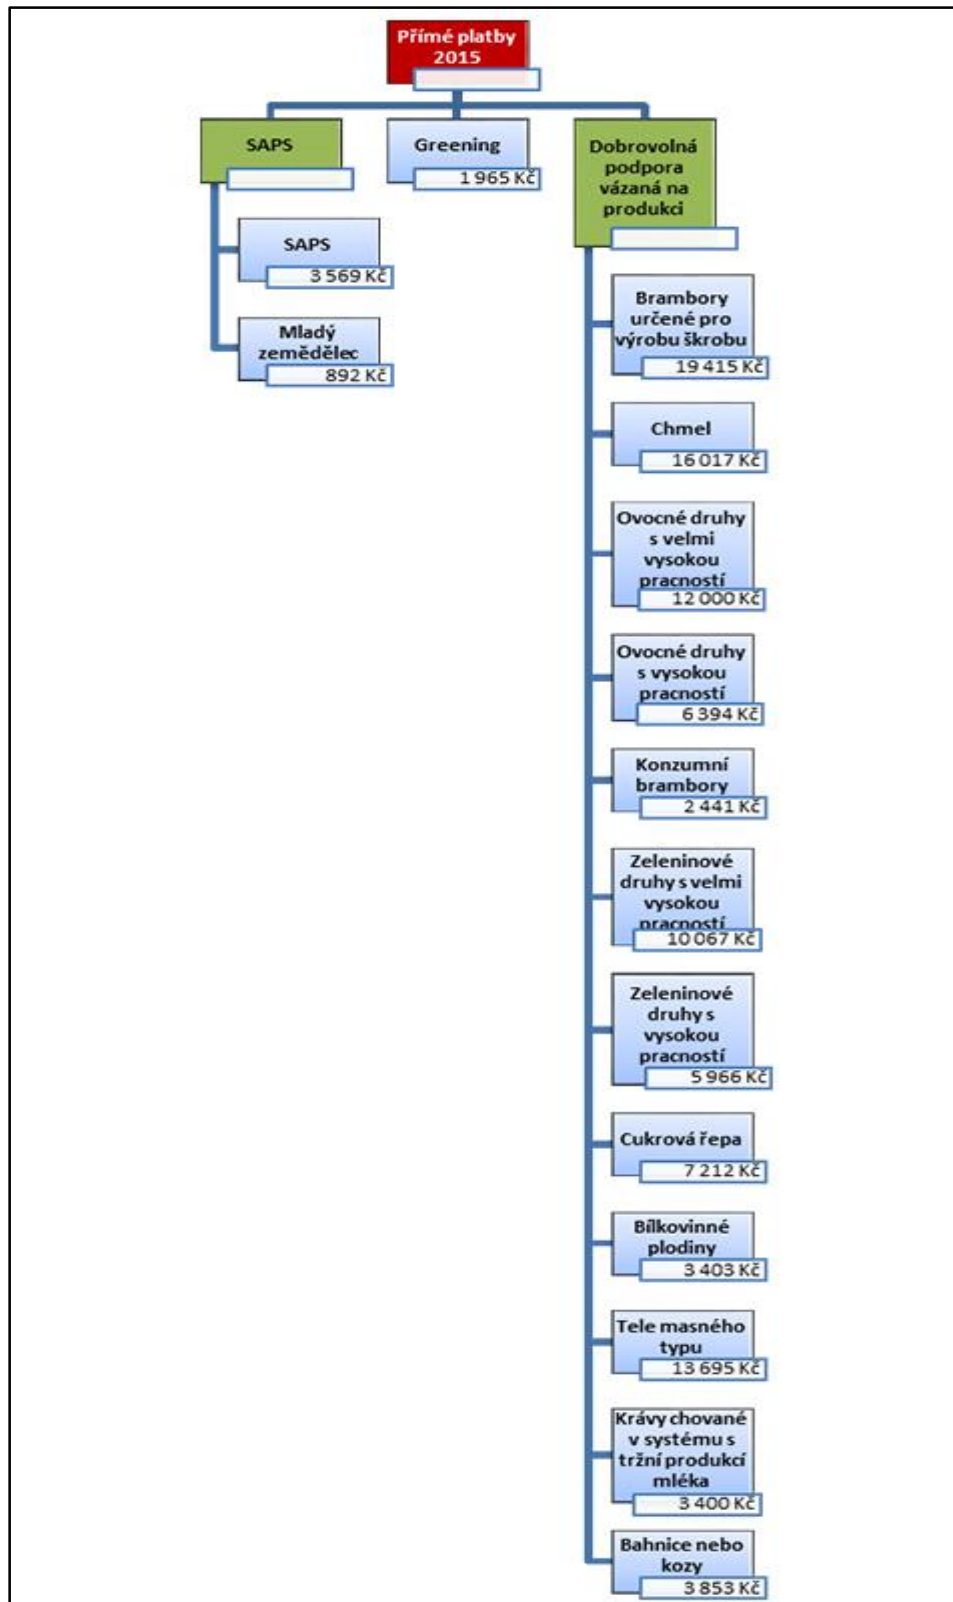 Přímé platby
2015
SAPS
SAPS
3 569 Kč
Mladý
zemědělec
892 Kč
Greening
1 965 Kč
Dobrovolná
podpora
vázaná na
produkci
Brambory
určené pro
výrobu škrobu
19 415 Kč
Chmel
16 017 Kč
Ovocné druhy
s velmi
vysokou
pracností
12 000 Kč
Ovocné druhy
s vysokou
pracností
6 394 Kč
Konzumní
brambory
2 441 Kč
Zeleninové
druhy s velmi
vysokou
pracností
10 067 Kč
Zeleninové
druhy s
vysokou
pracností
5 966 Kč
Cukrová řepa
7 212 Kč
Bílkovinné
plodiny
3 403 Kč
Tele masného
typu
13 695 Kč
Krávy chované
v systému s
tržní produkcí
mléka
3 400 Kč
Bahnice nebo
kozy
3 853 Kč